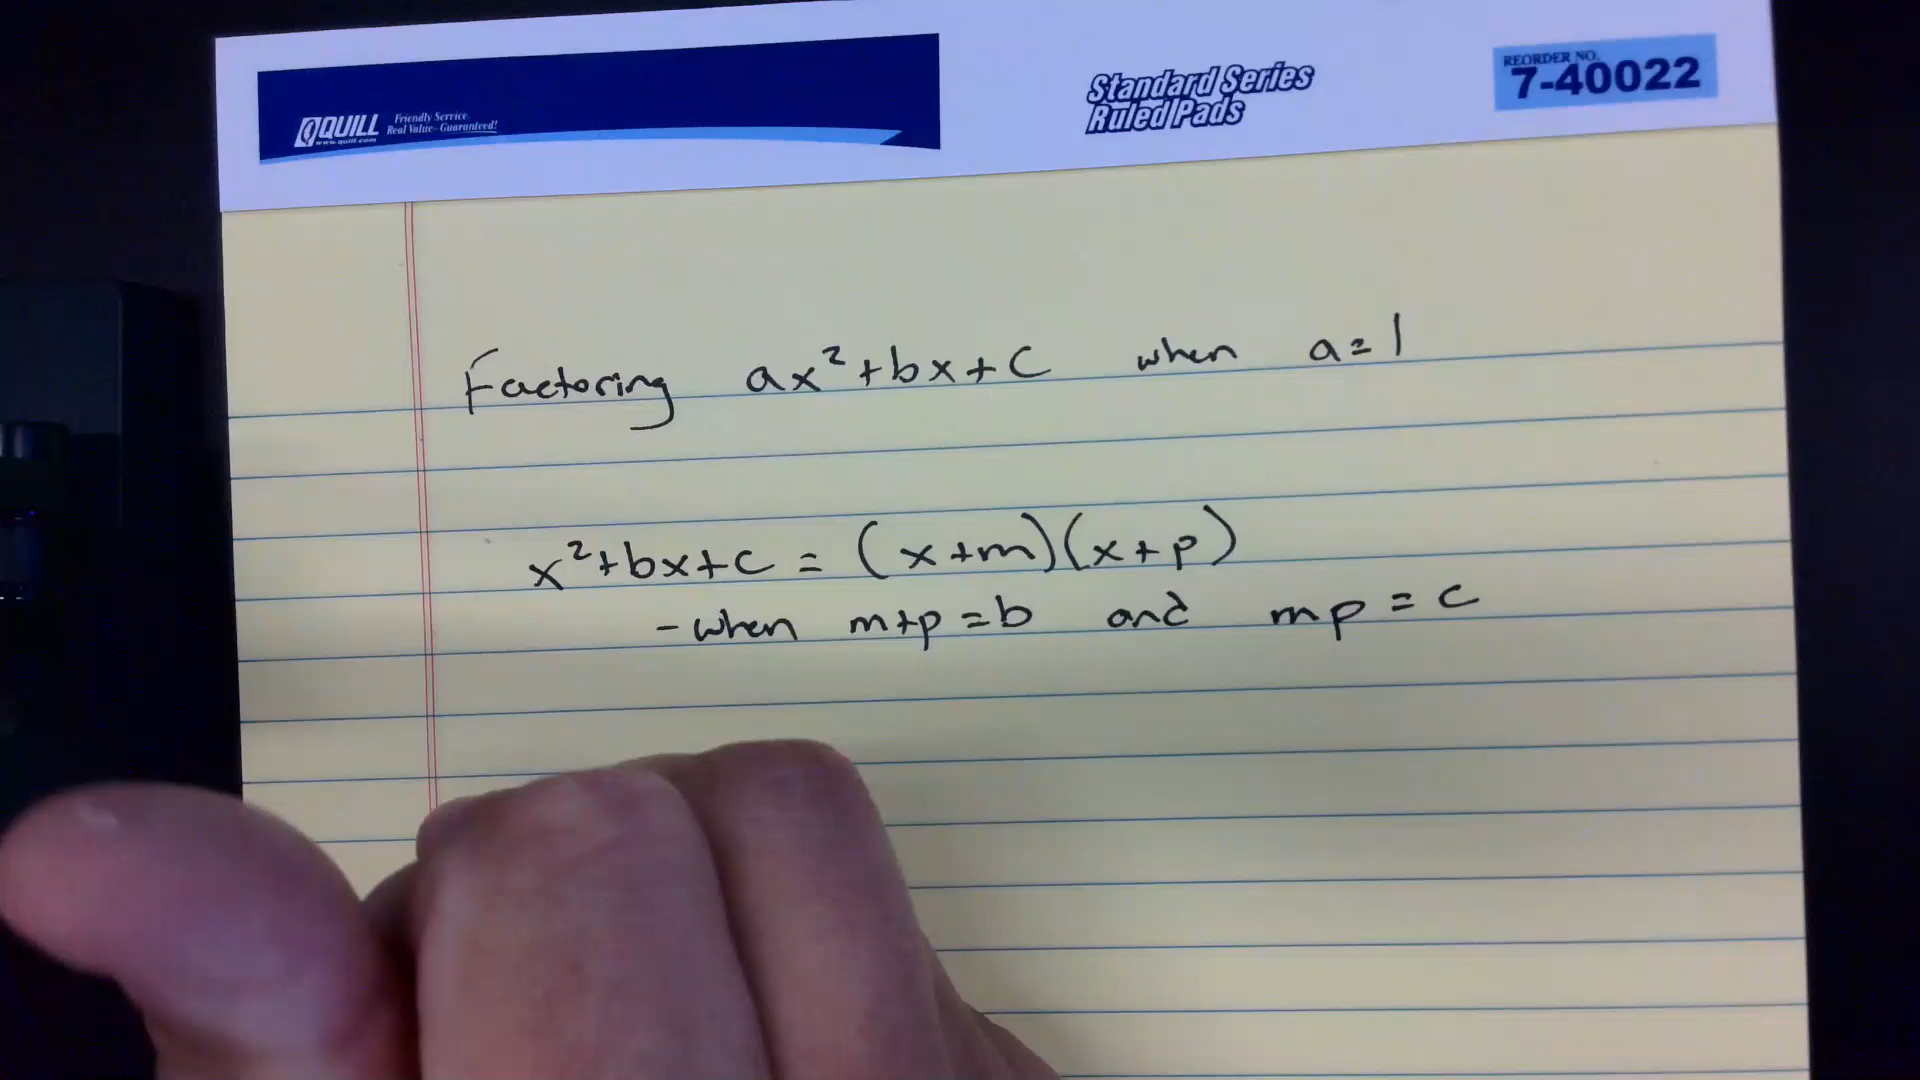 QUILL Friendly Service
Real Value - Guaranteed!
www.quill.com
Standard Series
Ruled Pads
REORDER NO.
7-40022
Factoring ax²+bx+c when a=1
x²+bx+c = (x+m)(x+p)
- when m+p=b and mp=c